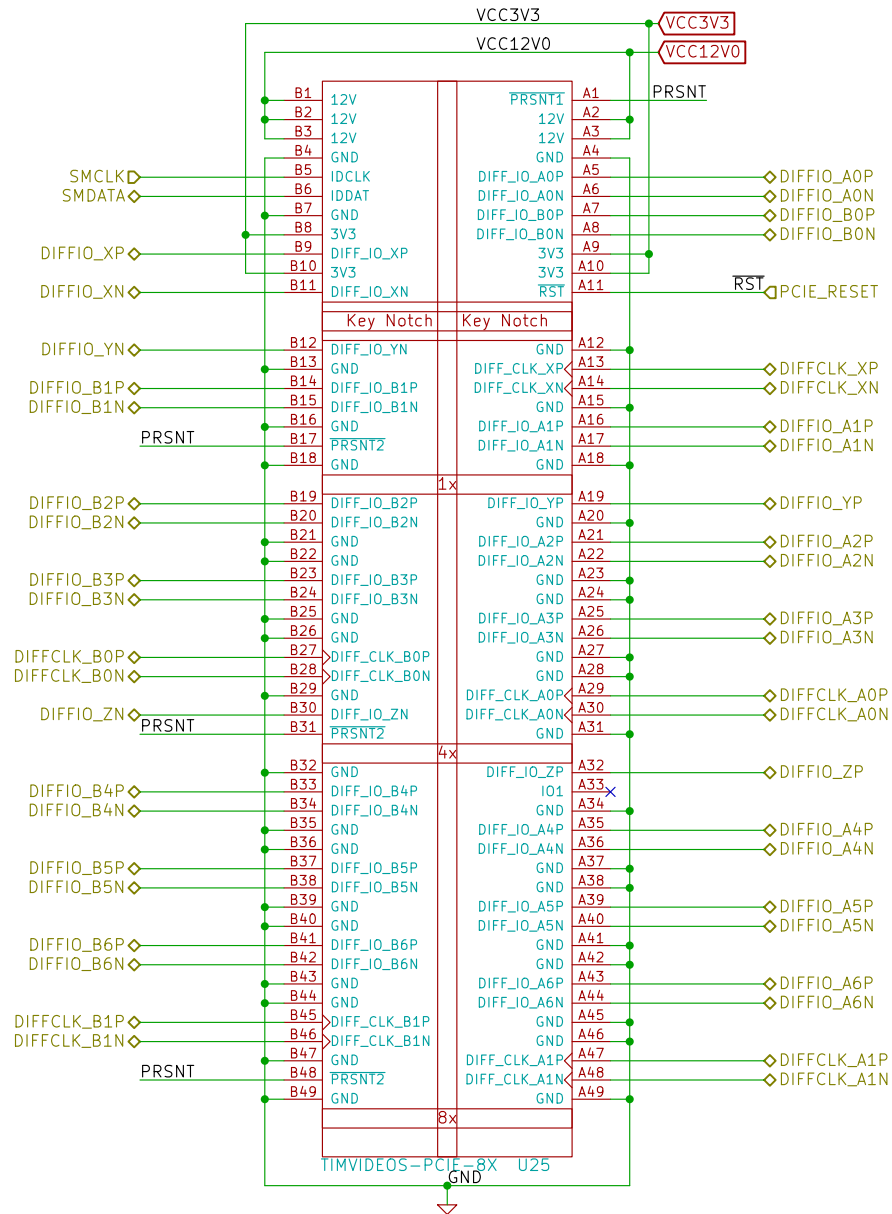 VCC3V3 VCC3V3
VCC12V0 VCC12V0
B1 12V PRSNT1 A1 PRSNT
B2 12V 12V A2
B3 12V 12V A3
B4 GND GND A4
SMCLK B5 IDCLK DIFF_IO_A0P A5 DIFFIO_A0P
SMDATA B6 IDDAT DIFF_IO_A0N A6 DIFFIO_A0N
B7 GND DIFF_IO_B0P A7 DIFFIO_B0P
B8 3V3 DIFF_IO_B0N A8 DIFFIO_B0N
DIFFIO_XP B9 DIFF_IO_XP 3V3 A9
B10 3V3 3V3 A10
DIFFIO_XN B11 DIFF_IO_XN RST A11 RST PCIE_RESET
Key Notch Key Notch
DIFFIO_YN B12 DIFF_IO_YN GND A12
B13 GND DIFF_CLK_XP A13 DIFFCLK_XP
DIFFIO_B1P B14 DIFF_IO_B1P DIFF_CLK_XN A14 DIFFCLK_XN
DIFFIO_B1N B15 DIFF_IO_B1N GND A15
B16 GND DIFF_IO_A1P A16 DIFFIO_A1P
PRSNT B17 PRSNT2 DIFF_IO_A1N A17 DIFFIO_A1N
B18 GND GND A18
1x
DIFFIO_B2P B19 DIFF_IO_B2P DIFF_IO_YP A19 DIFFIO_YP
DIFFIO_B2N B20 DIFF_IO_B2N GND A20
B21 GND DIFF_IO_A2P A21 DIFFIO_A2P
B22 GND DIFF_IO_A2N A22 DIFFIO_A2N
DIFFIO_B3P B23 DIFF_IO_B3P GND A23
DIFFIO_B3N B24 DIFF_IO_B3N GND A24
B25 GND DIFF_IO_A3P A25 DIFFIO_A3P
B26 GND DIFF_IO_A3N A26 DIFFIO_A3N
DIFFCLK_B0P B27 DIFF_CLK_B0P GND A27
DIFFCLK_B0N B28 DIFF_CLK_B0N GND A28
B29 GND DIFF_CLK_A0P A29 DIFFCLK_A0P
DIFFIO_ZN B30 DIFF_IO_ZN DIFF_CLK_A0N A30 DIFFCLK_A0N
PRSNT B31 PRSNT2 GND A31
4x
B32 GND DIFF_IO_ZP A32 DIFFIO_ZP
DIFFIO_B4P B33 DIFF_IO_B4P IO1 A33
DIFFIO_B4N B34 DIFF_IO_B4N GND A34
B35 GND DIFF_IO_A4P A35 DIFFIO_A4P
B36 GND DIFF_IO_A4N A36 DIFFIO_A4N
DIFFIO_B5P B37 DIFF_IO_B5P GND A37
DIFFIO_B5N B38 DIFF_IO_B5N GND A38
B39 GND DIFF_IO_A5P A39 DIFFIO_A5P
B40 GND DIFF_IO_A5N A40 DIFFIO_A5N
DIFFIO_B6P B41 DIFF_IO_B6P GND A41
DIFFIO_B6N B42 DIFF_IO_B6N GND A42
B43 GND DIFF_IO_A6P A43 DIFFIO_A6P
B44 GND DIFF_IO_A6N A44 DIFFIO_A6N
DIFFCLK_B1P B45 DIFF_CLK_B1P GND A45
DIFFCLK_B1N B46 DIFF_CLK_B1N GND A46
B47 GND DIFF_CLK_A1P A47 DIFFCLK_A1P
PRSNT B48 PRSNT2 DIFF_CLK_A1N A48 DIFFCLK_A1N
B49 GND GND A49
8x
TIMVIDEOS-PCIE-8X U25
GND